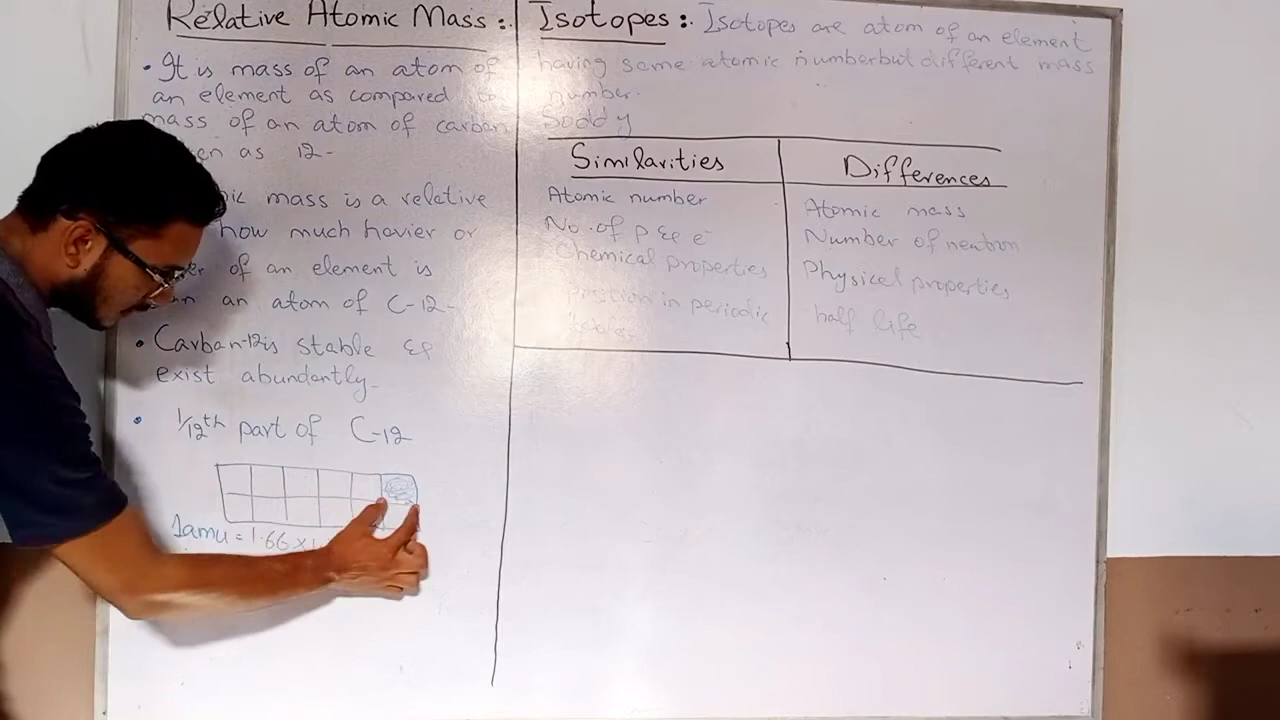 Relative Atomic Mass :.
• It is mass of an atom of
an element as compared to
mass of an atom of carbon
as 12-
mass is a relative
how much havier or
of an element is
an atom of C-12-
• Carban-12 is stable &
exist abundantly-
• 1/12th part of C-12
1amu = 1.66 x
Isotopes :. Isotopes are atom of an element
having same atomic number but different mass
number.
Soddy
Similarities
Atomic number
No. of p & e-
Chemical properties
position in periodic
table-
Differences
Atomic mass
Number of neutron
Physical properties
half life